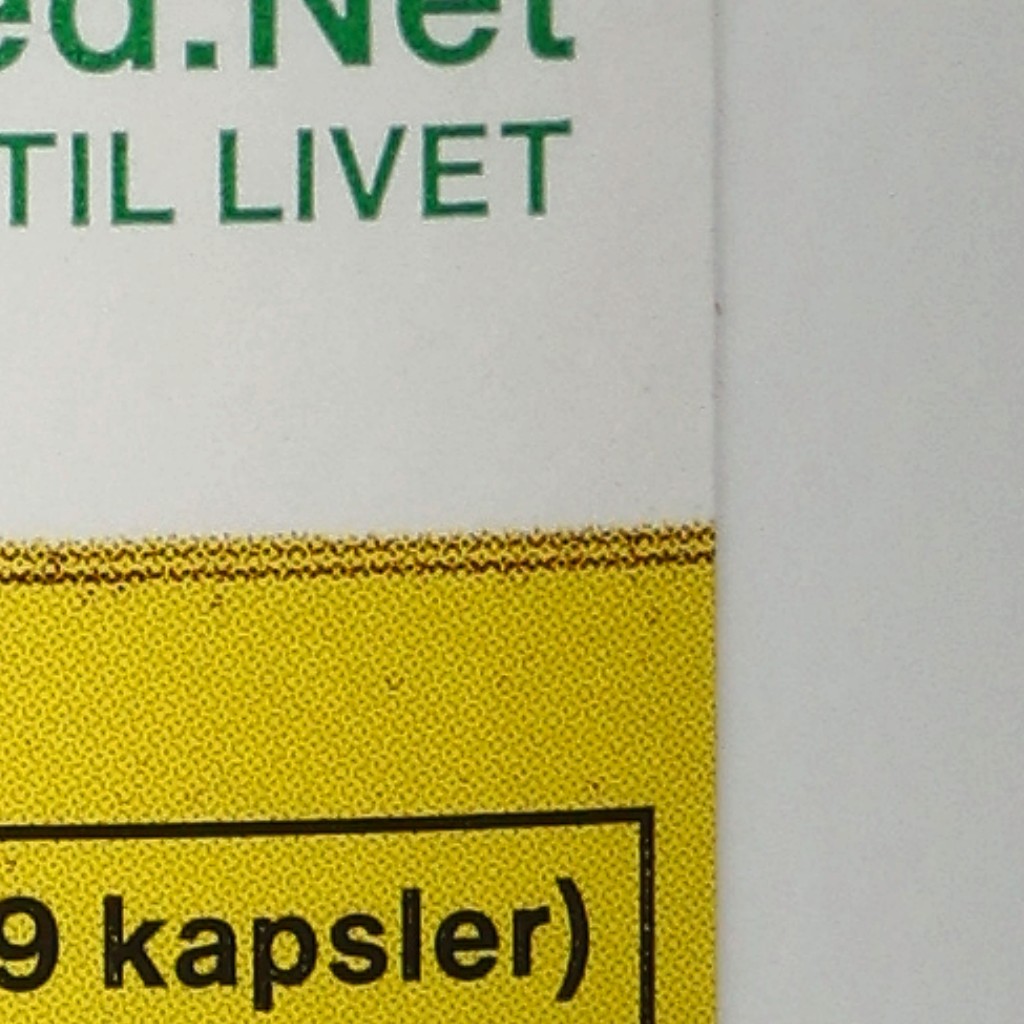 ed.Net
TIL LIVET
9 kapsler)